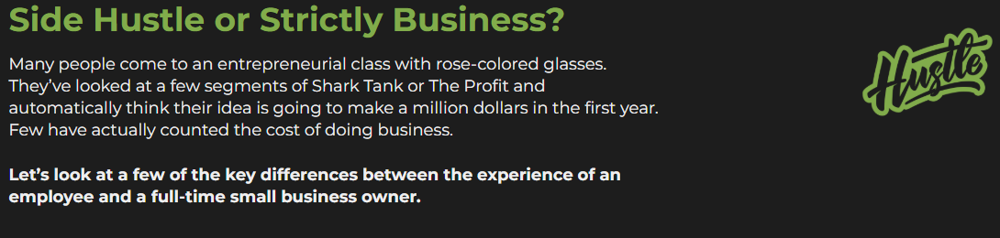 Side Hustle or Strictly Business?
Many people come to an entrepreneurial class with rose-colored glasses.
They’ve looked at a few segments of Shark Tank or The Profit and
automatically think their idea is going to make a million dollars in the first year.
Few have actually counted the cost of doing business.
Let’s look at a few of the key differences between the experience of an
employee and a full-time small business owner.
Hustle